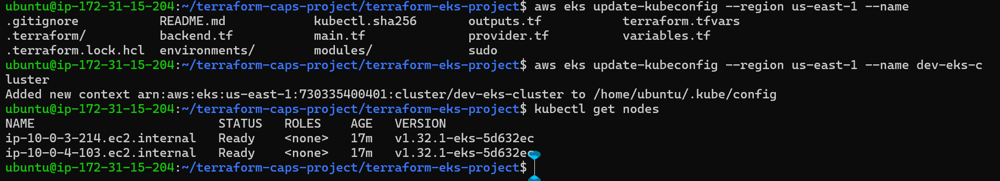 ubuntu@ip-172-31-15-204:~/terraform-caps-project/terraform-eks-project$ aws eks update-kubeconfig --region us-east-1 --name
.gitignore README.md kubectl.sha256 outputs.tf terraform.tfvars
.terraform/ backend.tf main.tf provider.tf variables.tf
.terraform.lock.hcl environments/ modules/ sudo
ubuntu@ip-172-31-15-204:~/terraform-caps-project/terraform-eks-project$ aws eks update-kubeconfig --region us-east-1 --name dev-eks-c
luster
Added new context arn:aws:eks:us-east-1:730335400401:cluster/dev-eks-cluster to /home/ubuntu/.kube/config
ubuntu@ip-172-31-15-204:~/terraform-caps-project/terraform-eks-project$ kubectl get nodes
NAME STATUS ROLES AGE VERSION
ip-10-0-3-214.ec2.internal Ready <none> 17m v1.32.1-eks-5d632ec
ip-10-0-4-103.ec2.internal Ready <none> 17m v1.32.1-eks-5d632ec
ubuntu@ip-172-31-15-204:~/terraform-caps-project/terraform-eks-project$